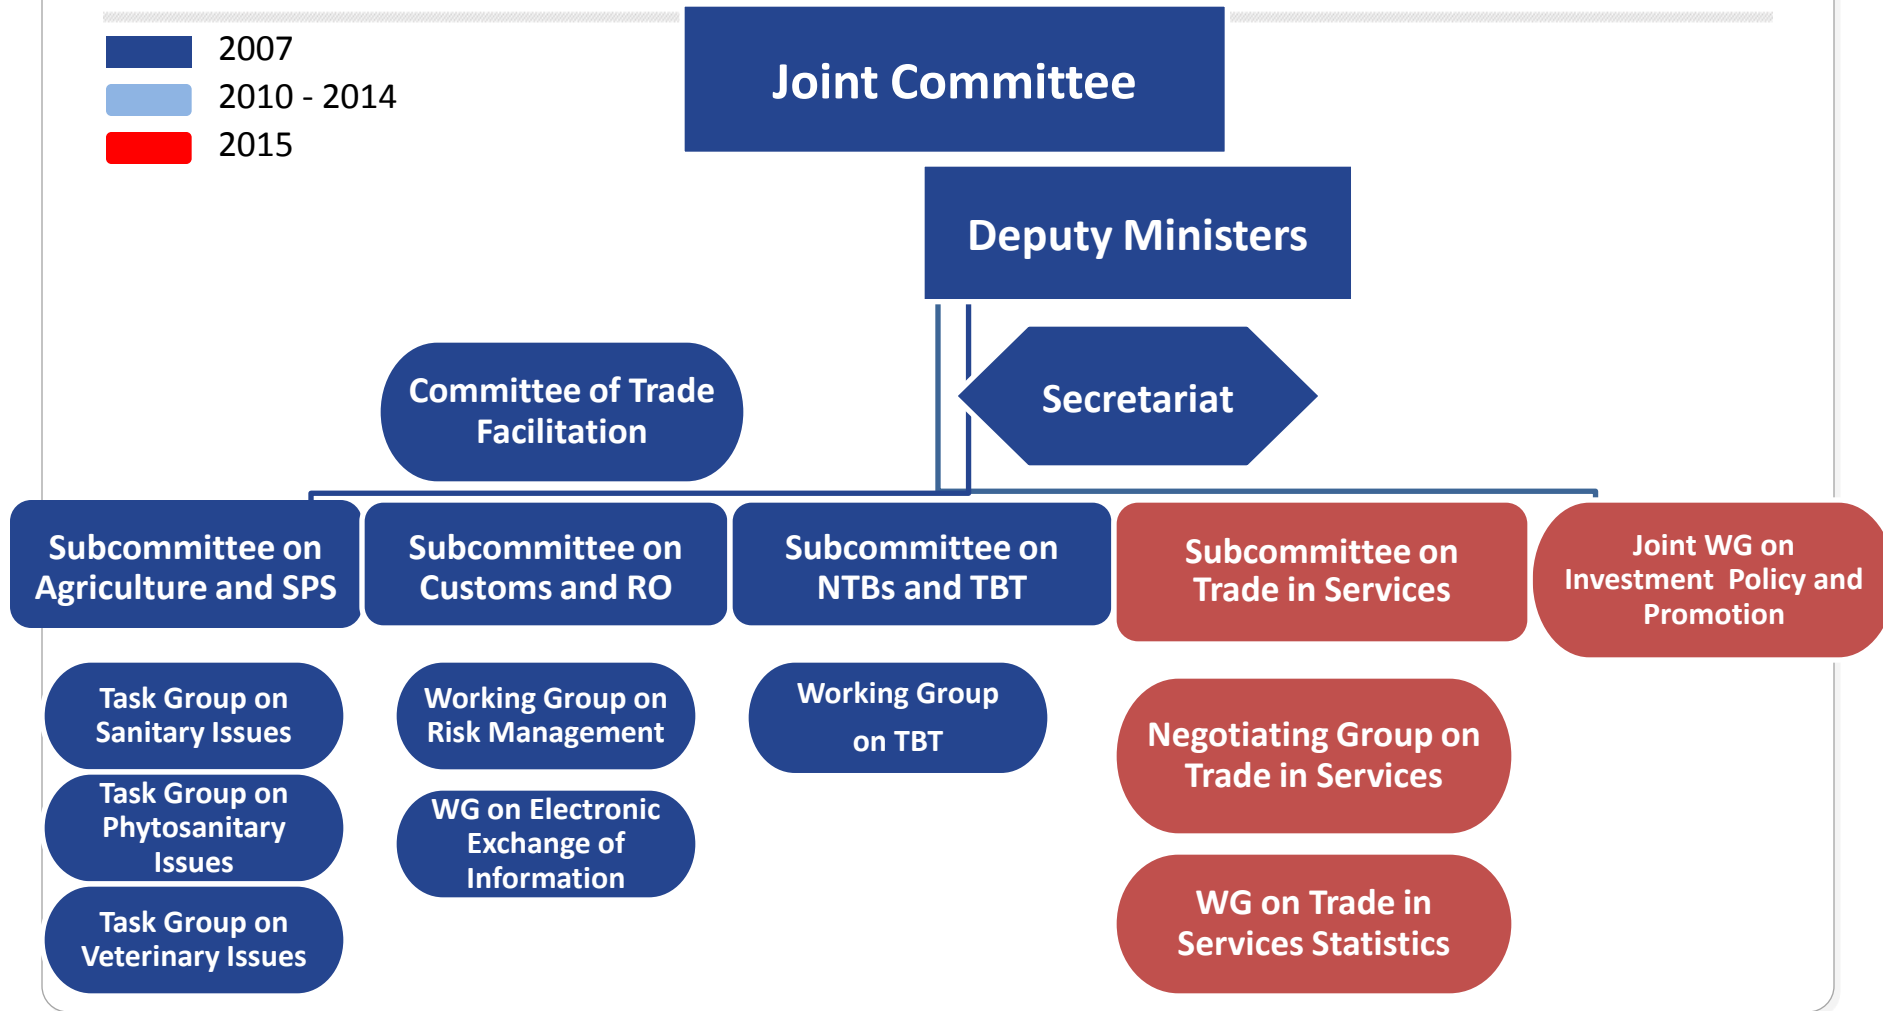 2007
2010 - 2014
2015
Joint Committee
Deputy Ministers
Committee of Trade
Facilitation
Secretariat
Subcommittee on
Agriculture and SPS
Subcommittee on
Customs and RO
Subcommittee on
NTBs and TBT
Subcommittee on
Trade in Services
Joint WG on
Investment Policy and
Promotion
Task Group on
Sanitary Issues
Task Group on
Phytosanitary
Issues
Task Group on
Veterinary Issues
Working Group on
Risk Management
WG on Electronic
Exchange of
Information
Working Group
on TBT
Negotiating Group on
Trade in Services
WG on Trade in
Services Statistics